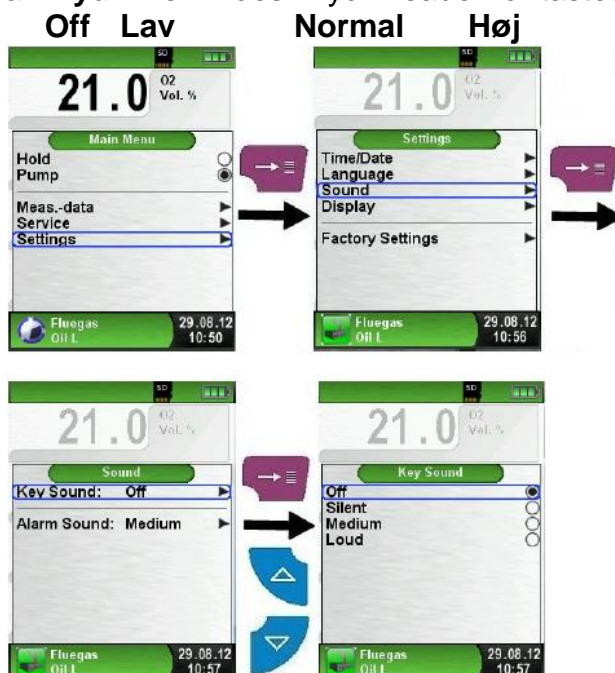 Off Lav Normal Høj
SD
21.0 O2 Vol. %
Main Menu
Hold
Pump
Meas.-data
Service
Settings
Fluegas 29.08.12
Oil L 10:50
SD
21.0 O2 Vol. %
Settings
Time/Date
Language
Sound
Display
Factory Settings
Fluegas 29.08.12
Oil L 10:56
SD
21.0 O2 Vol. %
Sound
Key Sound: Off
Alarm Sound: Medium
Fluegas 29.08.12
Oil L 10:57
SD
21.0 O2 Vol. %
Key Sound
Off
Silent
Medium
Loud
Fluegas 29.08.12
Oil L 10:57